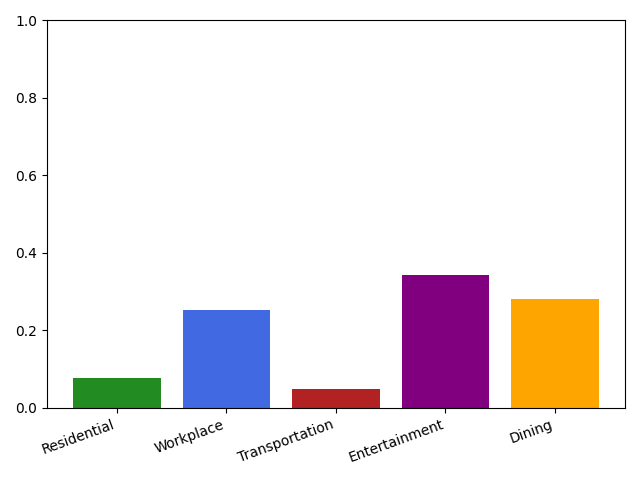 1.0
0.8
0.6
0.4
0.2
0.0
Residential
Workplace
Transportation
Entertainment
Dining